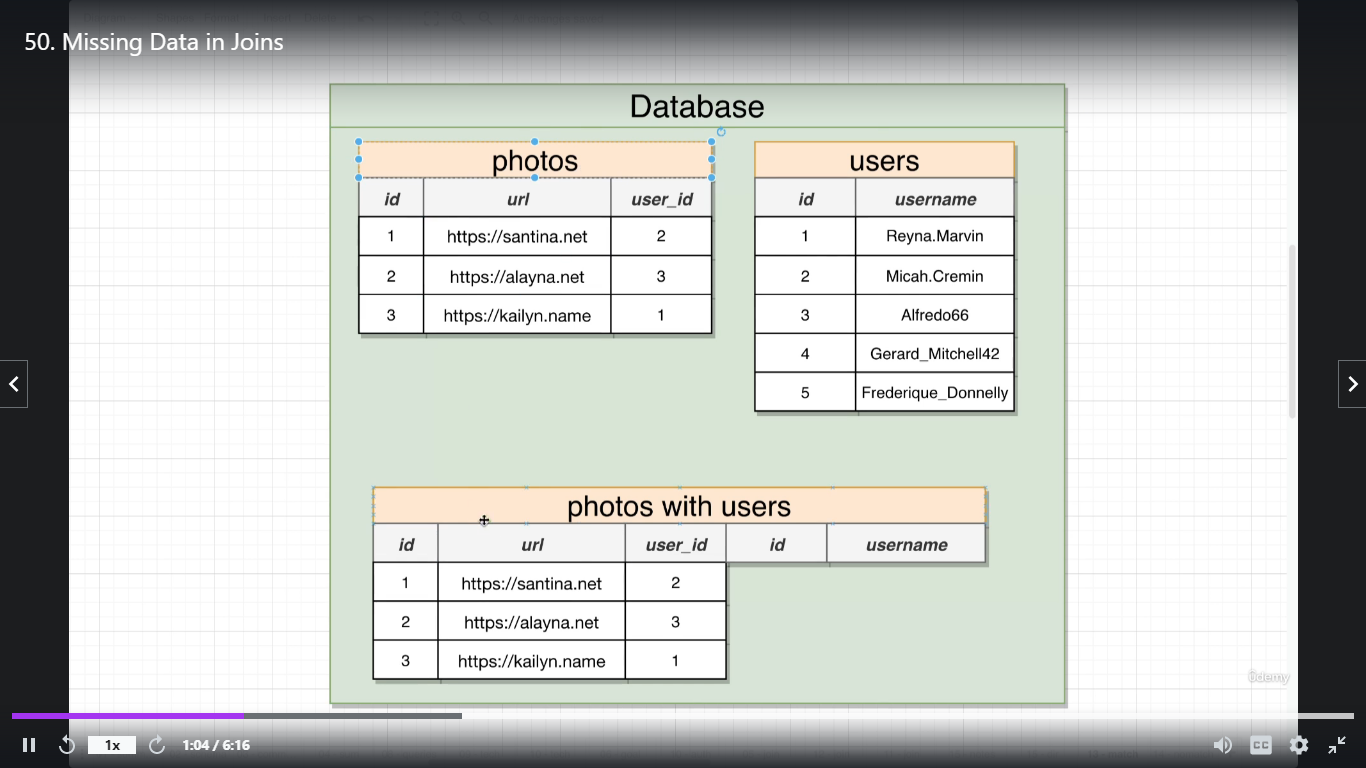 50. Missing Data in Joins
Database
photos
id url user_id
1 https://santina.net 2
2 https://alayna.net 3
3 https://kailyn.name 1
users
id username
1 Reyna.Marvin
2 Micah.Cremin
3 Alfredo66
4 Gerard_Mitchell42
5 Frederique_Donnelly
photos with users
id url user_id id username
1 https://santina.net 2
2 https://alayna.net 3
3 https://kailyn.name 1
ûdemy
1x 1:04 / 6:16 CC